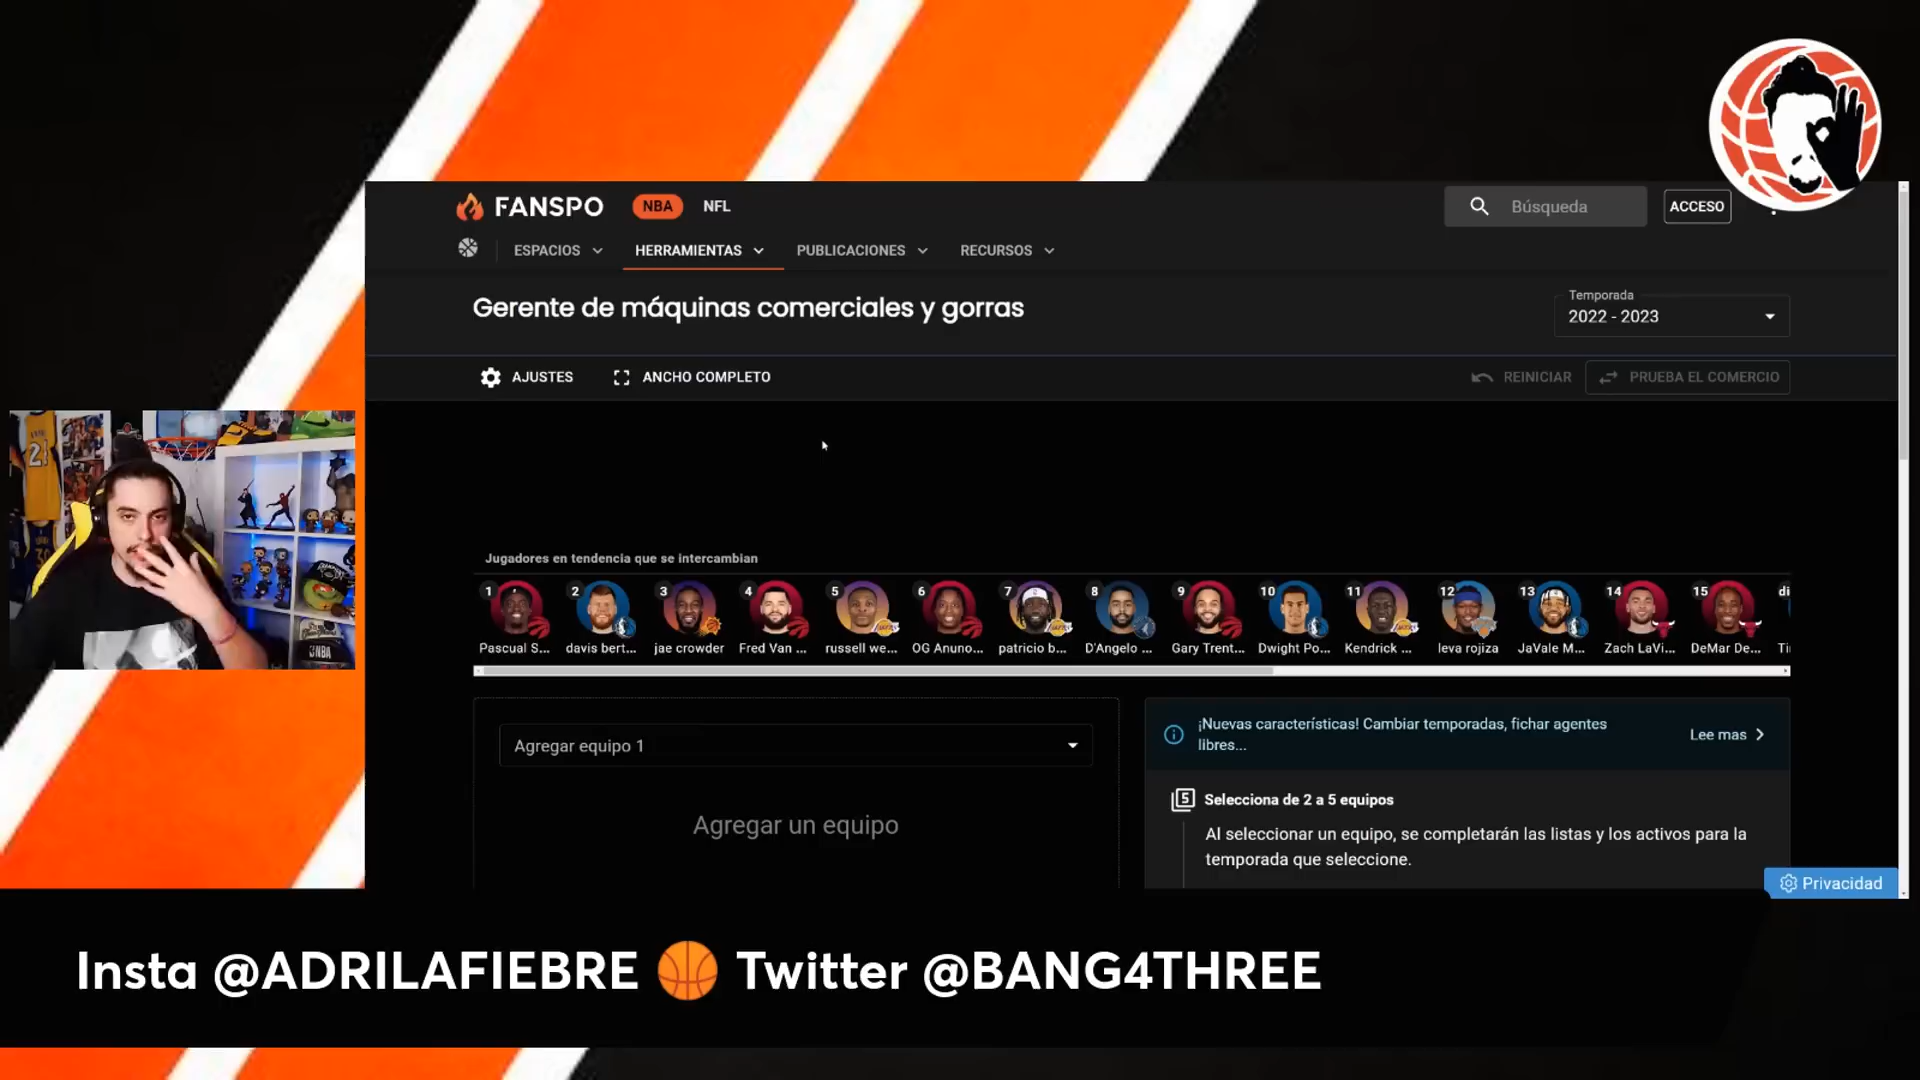 FANSPO NBA NFL
Búsqueda
ACCESO
ESPACIOS HERRAMIENTAS PUBLICACIONES RECURSOS
Gerente de máquinas comerciales y gorras
Temporada
2022 - 2023
AJUSTES ANCHO COMPLETO
REINICIAR PRUEBA EL COMERCIO
Jugadores en tendencia que se intercambian
1 2 3 4 5 6 7 8 9 10 11 12 13 14 15 di
Pascual S... davis bert... jae crowder Fred Van ... russell we... OG Anuno... patricio b... D'Angelo ... Gary Trent... Dwight Po... Kendrick ... leva rojiza JaVale M... Zach LaVi... DeMar De... Ti
Agregar equipo 1
Agregar un equipo
¡Nuevas características! Cambiar temporadas, fichar agentes
libres...
Lee mas
5 Selecciona de 2 a 5 equipos
Al seleccionar un equipo, se completarán las listas y los activos para la
temporada que seleccione.
Privacidad
NBA
Insta @ADRILAFIEBRE Twitter @BANG4THREE